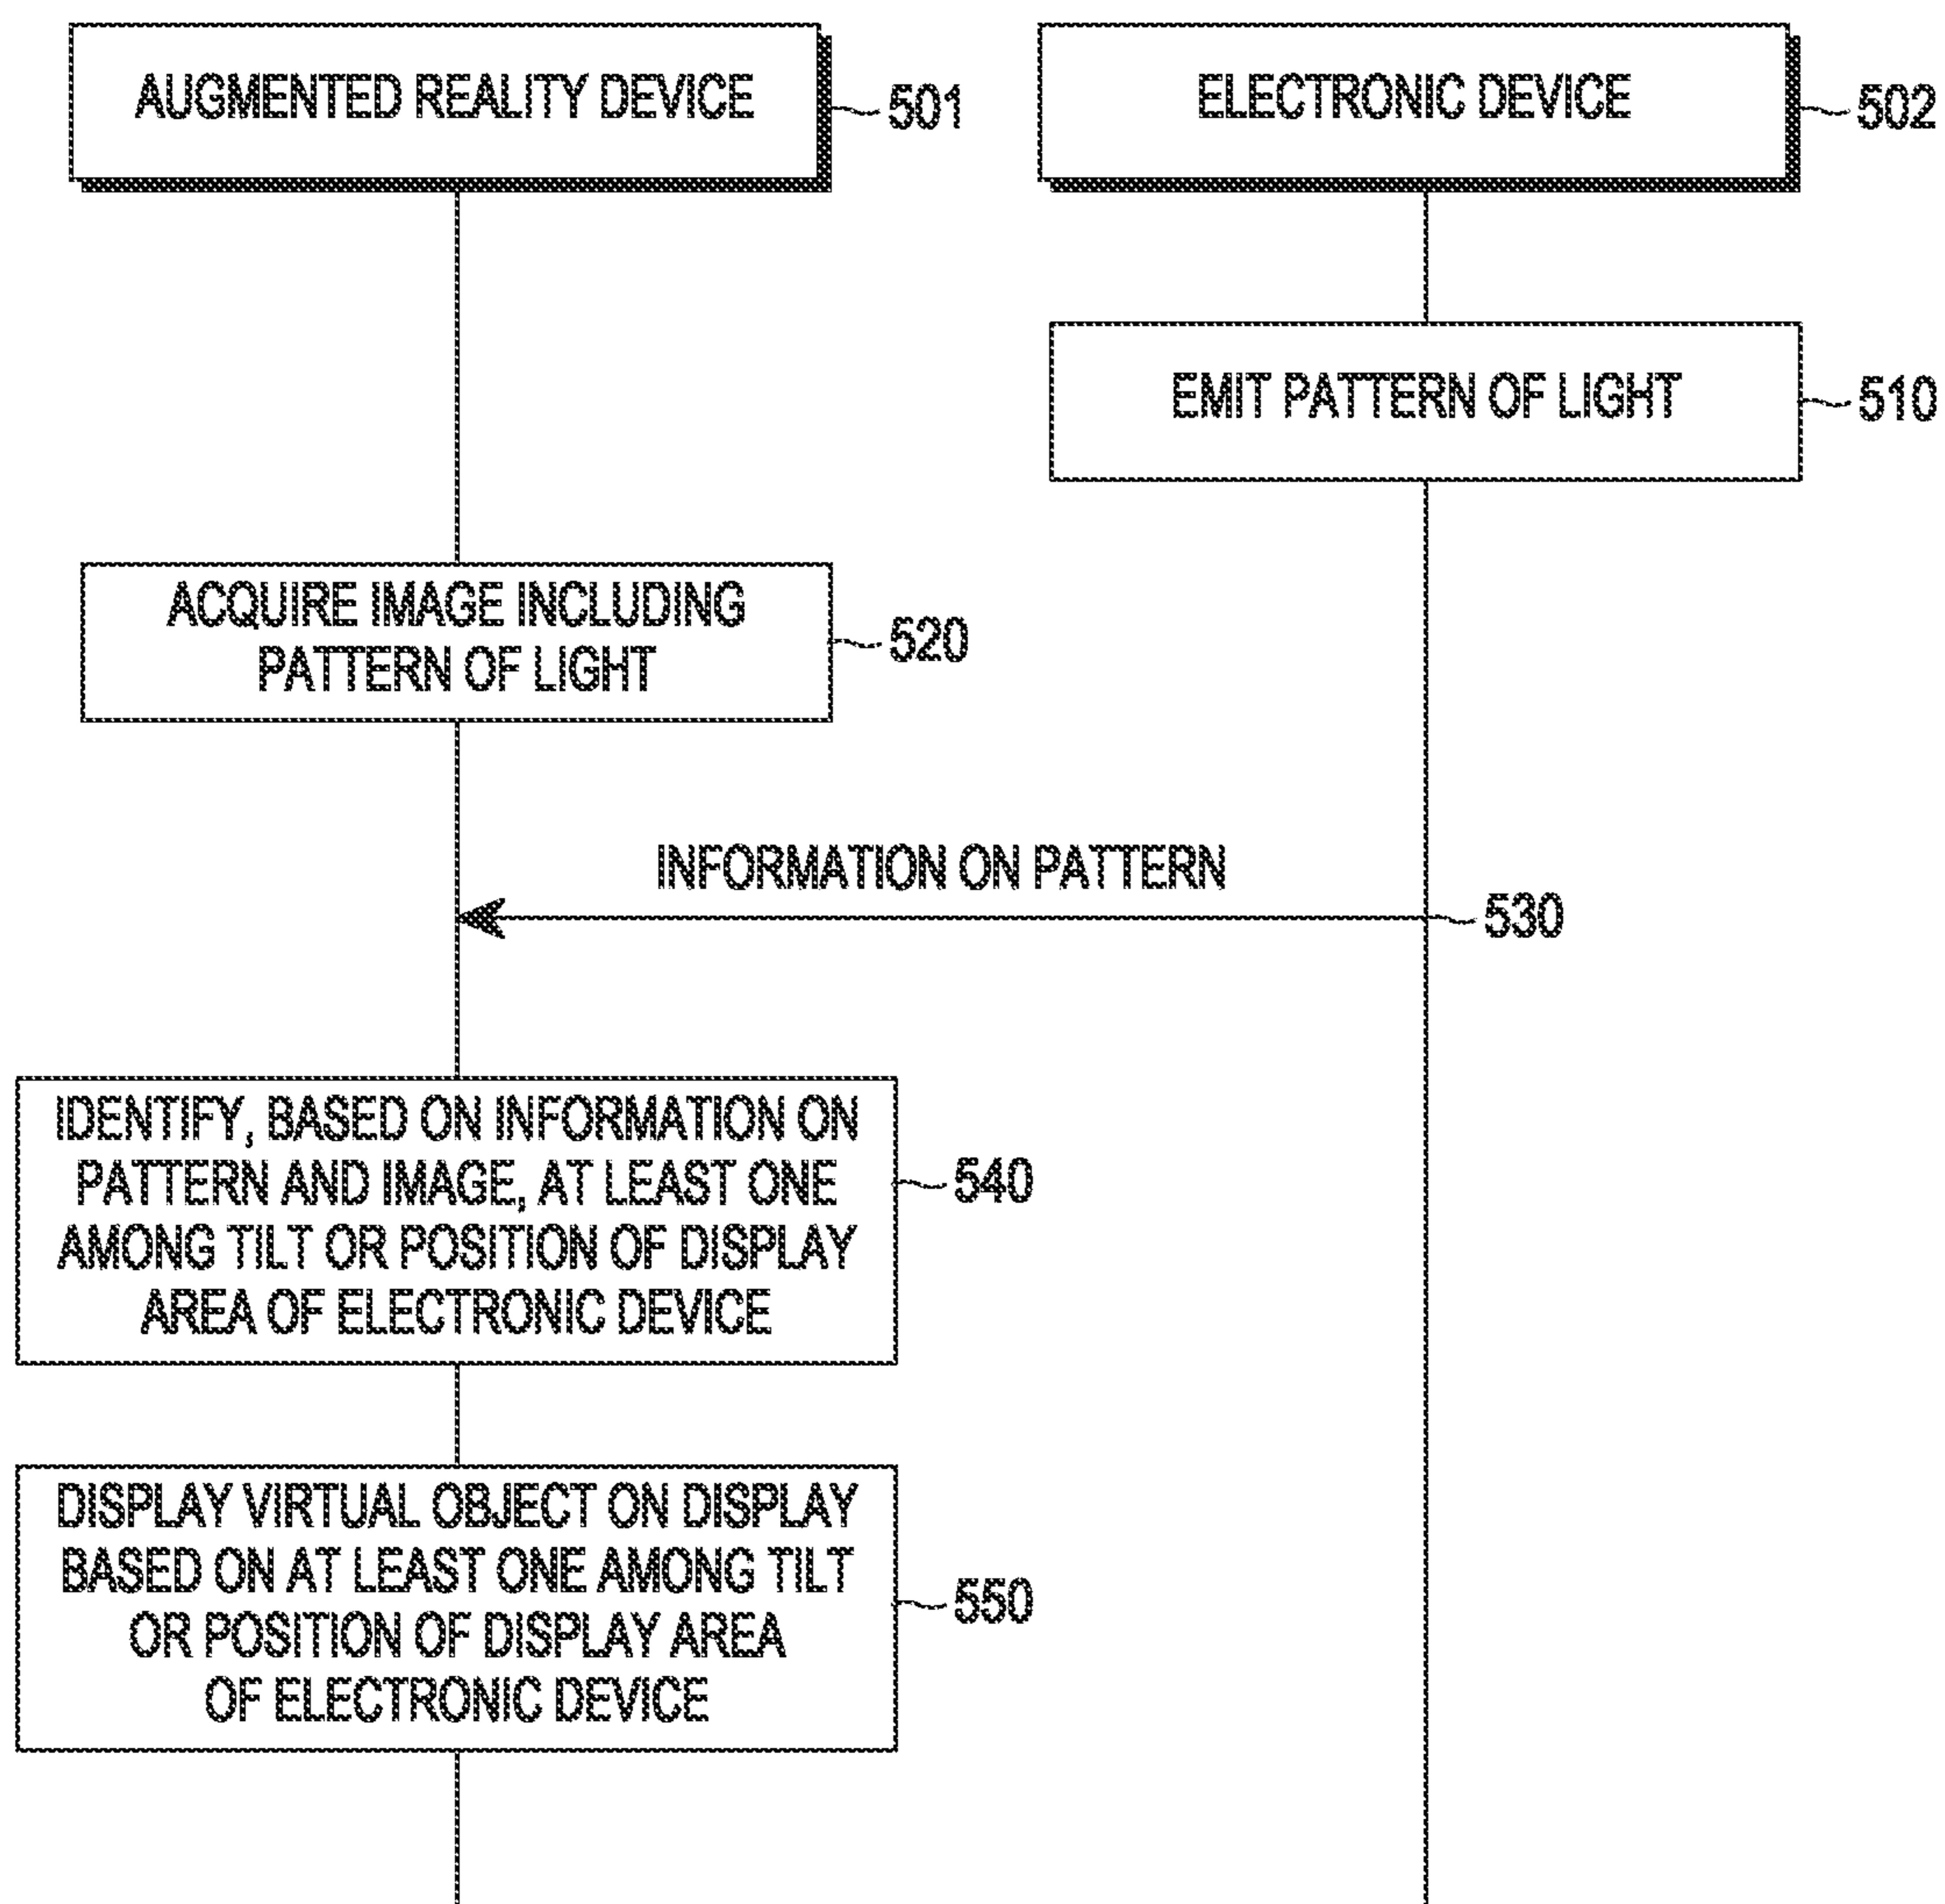 AUGMENTED REALITY DEVICE
501
ELECTRONIC DEVICE
502
EMIT PATTERN OF LIGHT
510
ACQUIRE IMAGE INCLUDING
PATTERN OF LIGHT
520
INFORMATION ON PATTERN
530
IDENTIFY, BASED ON INFORMATION ON
PATTERN AND IMAGE, AT LEAST ONE
AMONG TILT OR POSITION OF DISPLAY
AREA OF ELECTRONIC DEVICE
540
DISPLAY VIRTUAL OBJECT ON DISPLAY
BASED ON AT LEAST ONE AMONG TILT
OR POSITION OF DISPLAY AREA
OF ELECTRONIC DEVICE
550